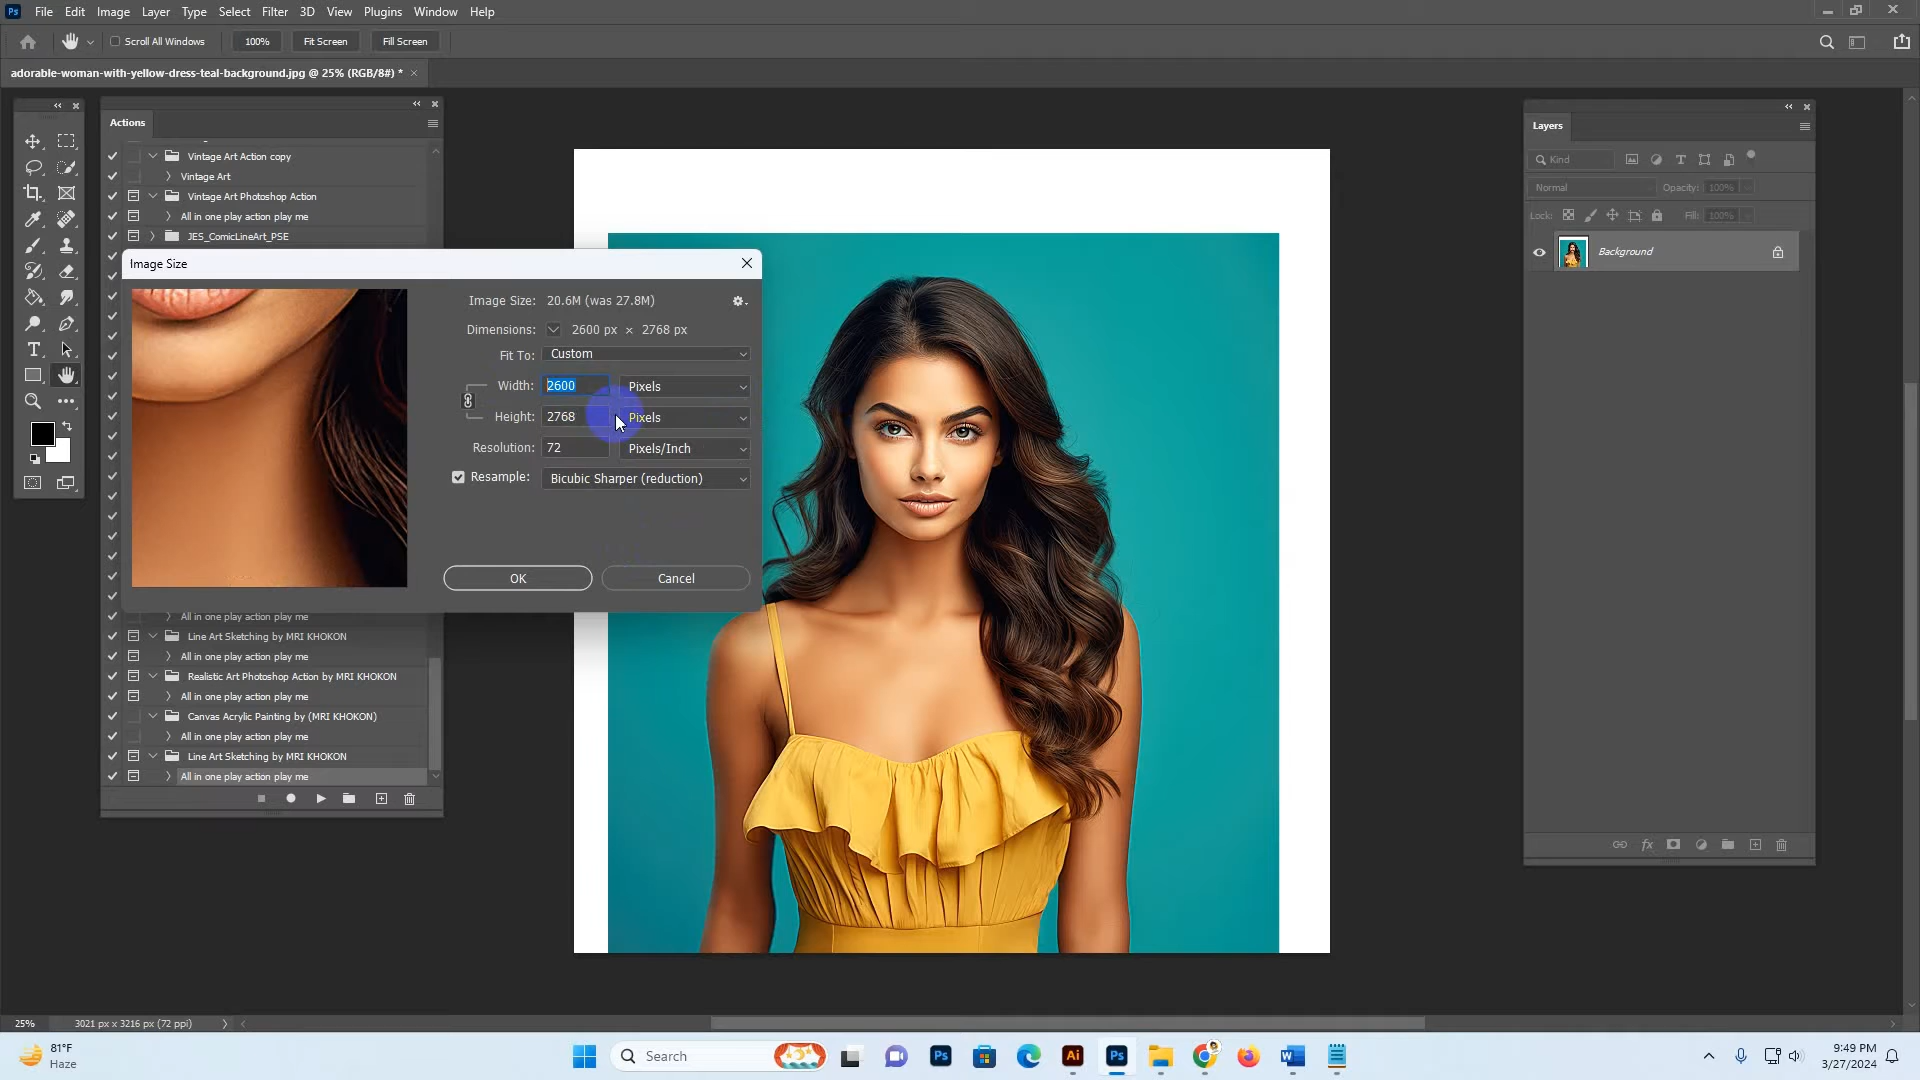 Ps File Edit Image Layer Type Select Filter 3D View Plugins Window Help
Scroll All Windows 100% Fit Screen Fill Screen
adorable-woman-with-yellow-dress-teal-background.jpg @ 25% (RGB/8#) * ×
Actions
Vintage Art Action copy
Vintage Art
Vintage Art Photoshop Action
All in one play action play me
JES_ComicLineArt_PSE
Image Size
Image Size: 20.6M (was 27.8M)
Dimensions: 2600 px × 2768 px
Fit To: Custom
Width: 2600 Pixels
Height: 2768 Pixels
Resolution: 72 Pixels/Inch
Resample: Bicubic Sharper (reduction)
OK Cancel
All in one play action play me
Line Art Sketching by MRI KHOKON
All in one play action play me
Realistic Art Photoshop Action by MRI KHOKON
All in one play action play me
Canvas Acrylic Painting by (MRI KHOKON)
All in one play action play me
Line Art Sketching by MRI KHOKON
All in one play action play me
Layers
Kind
Normal Opacity: 100%
Lock: Fill: 100%
Background
fx
25% 3021 px x 3216 px (72 ppi)
81°F
Haze
Search
Ps Ai Ps
9:49 PM
3/27/2024